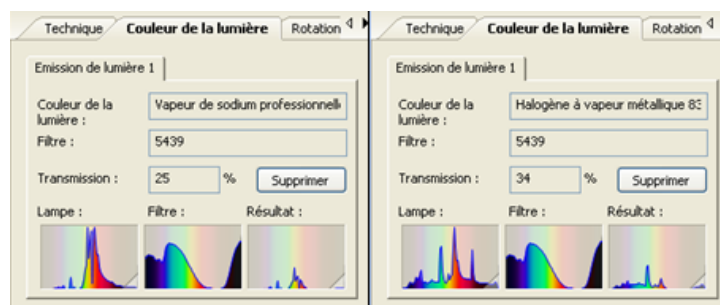 Technique Couleur de la lumière Rotation
Emission de lumière 1
Couleur de la lumière : Vapeur de sodium professionnell
Filtre : 5439
Transmission : 25 % Supprimer
Lampe : Filtre : Résultat :
Technique Couleur de la lumière Rotation
Emission de lumière 1
Couleur de la lumière : Halogène à vapeur métallique 83
Filtre : 5439
Transmission : 34 % Supprimer
Lampe : Filtre : Résultat :